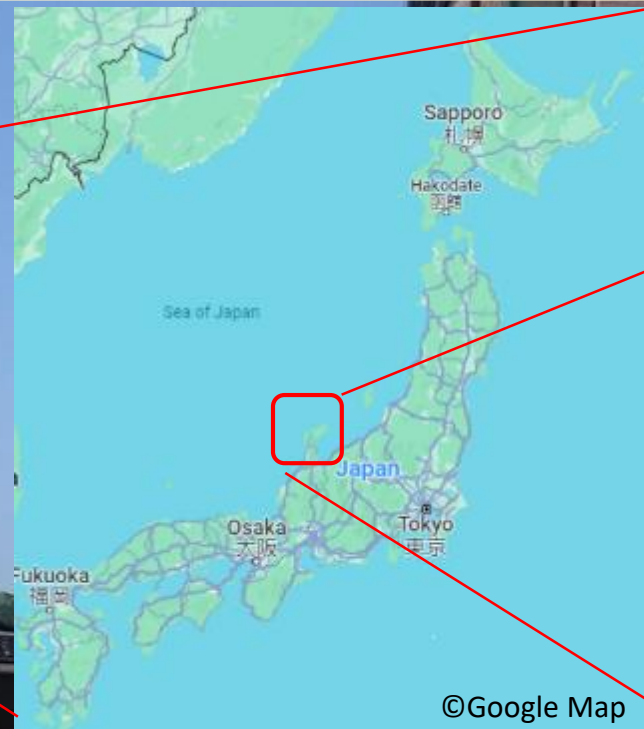 Sapporo
札幌
Hakodate
函館
Sea of Japan
Japan
Osaka
大阪
Tokyo
東京
Fukuoka
福岡
©Google Map